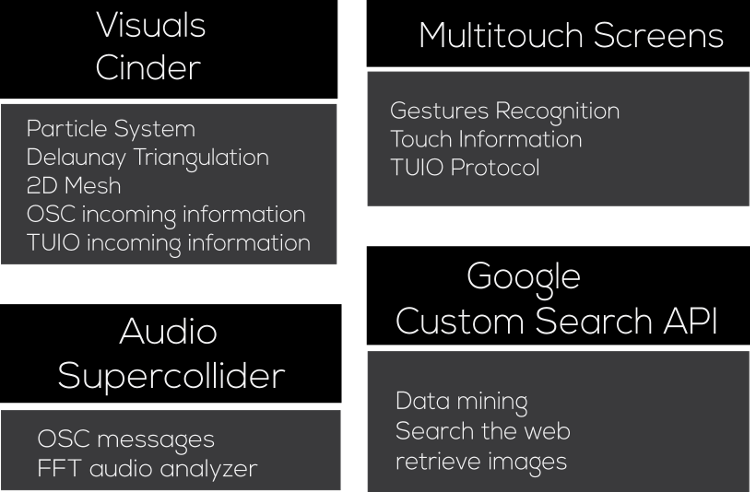 Visuals
Cinder
Particle System
Delaunay Triangulation
2D Mesh
OSC incoming information
TUIO incoming information
Multitouch Screens
Gestures Recognition
Touch Information
TUIO Protocol
Audio
Supercollider
OSC messages
FFT audio analyzer
Google
Custom Search API
Data mining
Search the web
retrieve images